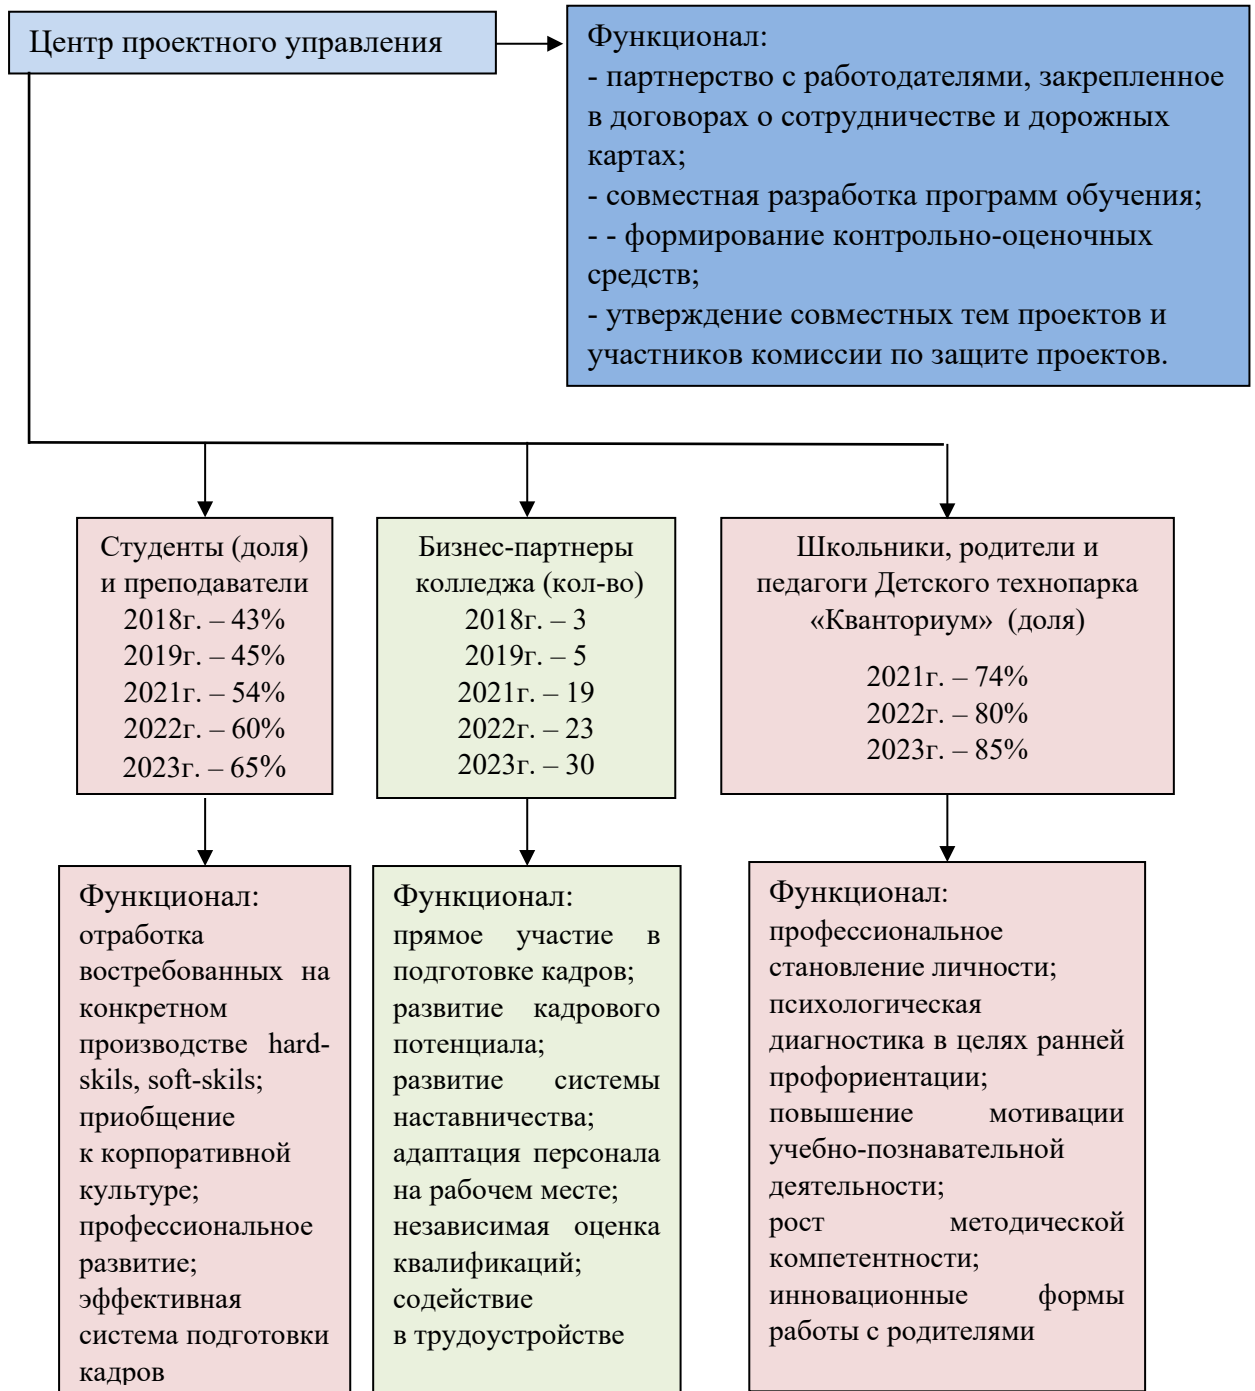 Центр проектного управления
Функционал:
- партнерство с работодателями, закрепленное
в договорах о сотрудничестве и дорожных
картах;
- совместная разработка программ обучения;
- - формирование контрольно-оценочных
средств;
- утверждение совместных тем проектов и
участников комиссии по защите проектов.
Студенты (доля)
и преподаватели
2018г. – 43%
2019г. – 45%
2021г. – 54%
2022г. – 60%
2023г. – 65%
Бизнес-партнеры
колледжа (кол-во)
2018г. – 3
2019г. – 5
2021г. – 19
2022г. – 23
2023г. – 30
Школьники, родители и
педагоги Детского технопарка
«Кванториум» (доля)
2021г. – 74%
2022г. – 80%
2023г. – 85%
Функционал:
отработка
востребованных на
конкретном
производстве hard-
skils, soft-skils;
приобщение
к корпоративной
культуре;
профессиональное
развитие;
эффективная
система подготовки
кадров
Функционал:
прямое участие в
подготовке кадров;
развитие кадрового
потенциала;
развитие системы
наставничества;
адаптация персонала
на рабочем месте;
независимая оценка
квалификаций;
содействие
в трудоустройстве
Функционал:
профессиональное
становление личности;
психологическая
диагностика в целях ранней
профориентации;
повышение мотивации
учебно-познавательной
деятельности;
рост методической
компетентности;
инновационные формы
работы с родителями